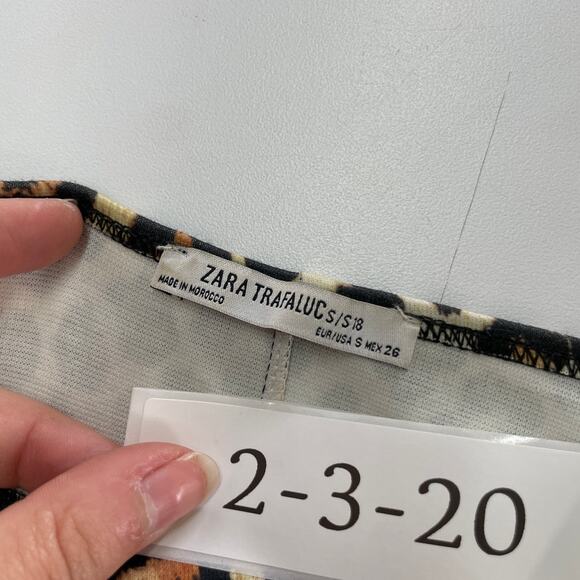 ZARA TRAFALUC S/S18
MADE IN MOROCCO
EUR/USA S MEX 26
2-3-20